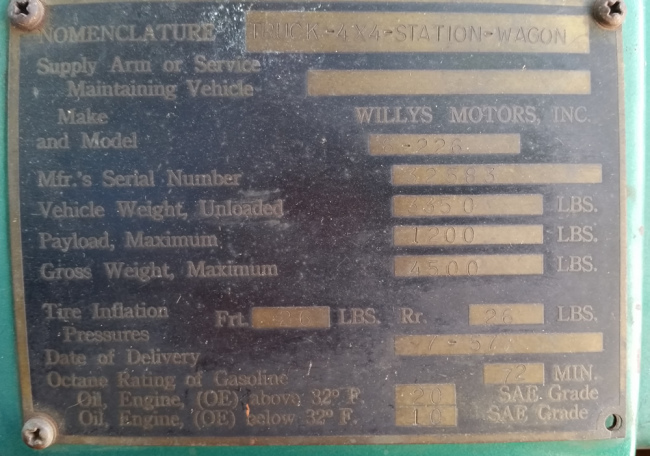 NOMENCLATURE TRUCK-4X4-STATION-WAGON
Supply Arm or Service
Maintaining Vehicle
Make WILLYS MOTORS, INC.
and Model 226
Mfr.'s Serial Number
Vehicle Weight, Unloaded LBS.
Payload, Maximum 1200 LBS.
Gross Weight, Maximum 4500 LBS.
Tire Inflation Frt. LBS. Rr. 26 LBS.
Pressures
Date of Delivery
Octane Rating of Gasoline 72 MIN.
Oil, Engine, (OE) above 32° F. 20 SAE Grade
Oil, Engine, (OE) below 32° F. 10 SAE Grade